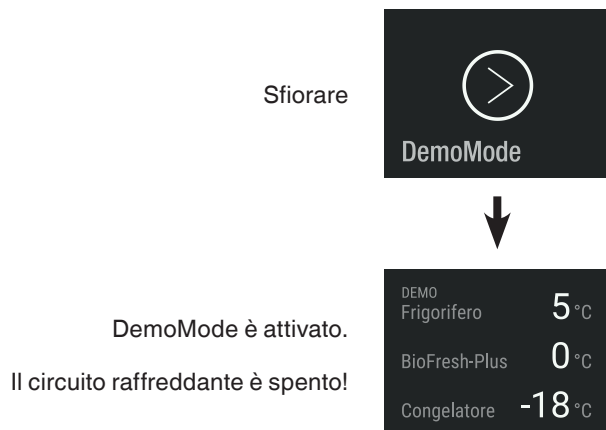 Sfiorare
DemoMode
DemoMode è attivato.
Il circuito raffreddante è spento!
DEMO
Frigorifero 5 °C
BioFresh-Plus 0 °C
Congelatore -18 °C